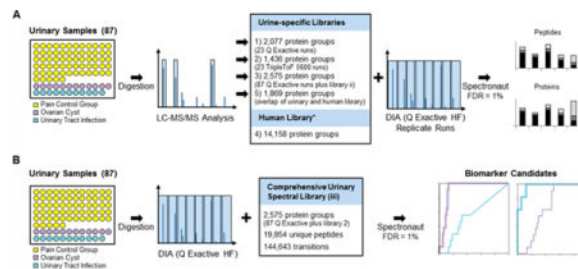 A
Urinary Samples (87)
Pain Control Group
Ovarian Cyst
Urinary Tract Infection
Digestion
LC-MS/MS Analysis
Urine-specific Libraries
1) 2,077 protein groups
(23 Q Exactive runs)
2) 1,436 protein groups
(23 TripleToF 5600 runs)
3) 2,575 protein groups
(87 Q Exactive runs plus library ii)
5) 1,869 protein groups
(overlap of urinary and human library)
Human Library*
4) 14,158 protein groups
DIA (Q Exactive HF)
Replicate Runs
Spectronaut
FDR = 1%
Peptides
Proteins
B
Urinary Samples (87)
Pain Control Group
Ovarian Cyst
Urinary Tract Infection
Digestion
DIA (Q Exactive HF)
Comprehensive Urinary
Spectral Library (iii)
2,575 protein groups
(87 Q Exactive plus library 2)
19,854 unique peptides
144,643 transitions
Spectronaut
FDR = 1%
Biomarker Candidates